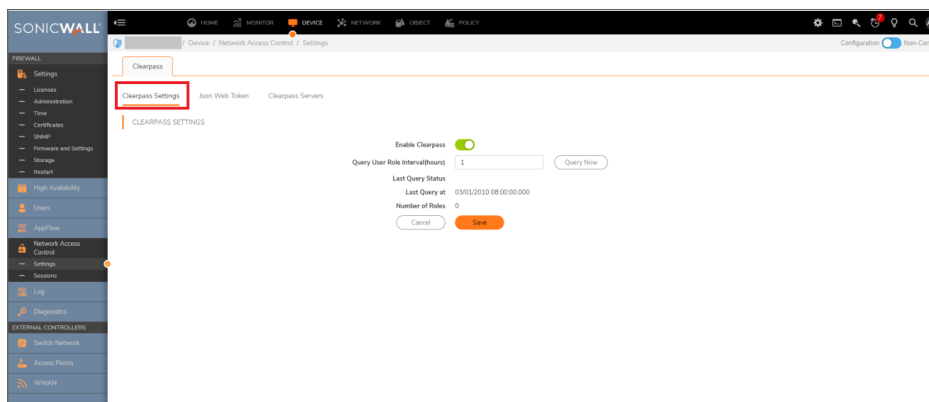 SONICWALL
HOME MONITOR DEVICE NETWORK OBJECT POLICY
2
/ Device / Network Access Control / Settings
Configuration Non-Con
FIREWALL
Settings
Licenses
Administration
Time
Certificates
SNMP
Firmware and Settings
Storage
Restart
High Availability
Users
AppFlow
Network Access
Control
Settings
Sessions
Log
Diagnostics
EXTERNAL CONTROLLERS
Switch Network
Access Points
WWAN
Clearpass
Clearpass Settings Json Web Token Clearpass Servers
CLEARPASS SETTINGS
Enable Clearpass
Query User Role Interval(hours) 1 Query Now
Last Query Status
Last Query at 03/01/2010 08:00:00.000
Number of Roles 0
Cancel Save